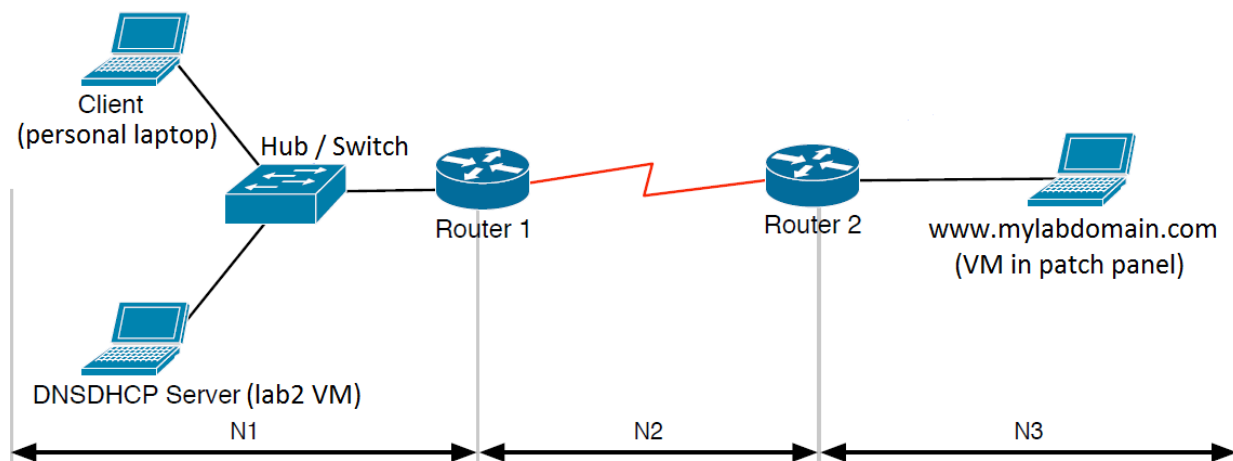 Client
(personal laptop)
Hub / Switch
Router 1
Router 2
www.mylabdomain.com
(VM in patch panel)
DNSDHCP Server (lab2 VM)
N1
N2
N3